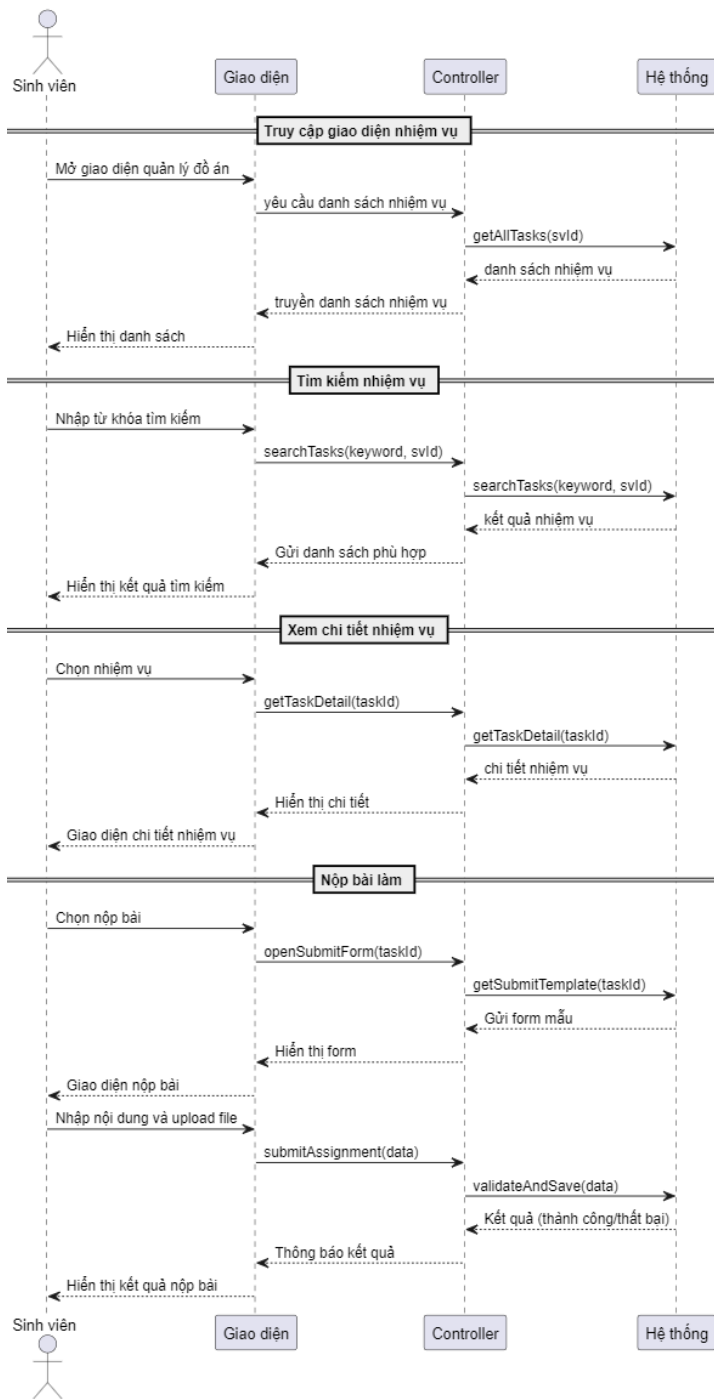 Sinh viên
Giao diện
Controller
Hệ thống
Truy cập giao diện nhiệm vụ
Mở giao diện quản lý đồ án
yêu cầu danh sách nhiệm vụ
getAllTasks(svId)
danh sách nhiệm vụ
truyền danh sách nhiệm vụ
Hiển thị danh sách
Tìm kiếm nhiệm vụ
Nhập từ khóa tìm kiếm
searchTasks(keyword, svId)
searchTasks(keyword, svId)
kết quả nhiệm vụ
Gửi danh sách phù hợp
Hiển thị kết quả tìm kiếm
Xem chi tiết nhiệm vụ
Chọn nhiệm vụ
getTaskDetail(taskId)
getTaskDetail(taskId)
chi tiết nhiệm vụ
Hiển thị chi tiết
Giao diện chi tiết nhiệm vụ
Nộp bài làm
Chọn nộp bài
openSubmitForm(taskId)
getSubmitTemplate(taskId)
Gửi form mẫu
Hiển thị form
Giao diện nộp bài
Nhập nội dung và upload file
submitAssignment(data)
validateAndSave(data)
Kết quả (thành công/thất bại)
Thông báo kết quả
Hiển thị kết quả nộp bài
Sinh viên
Giao diện
Controller
Hệ thống